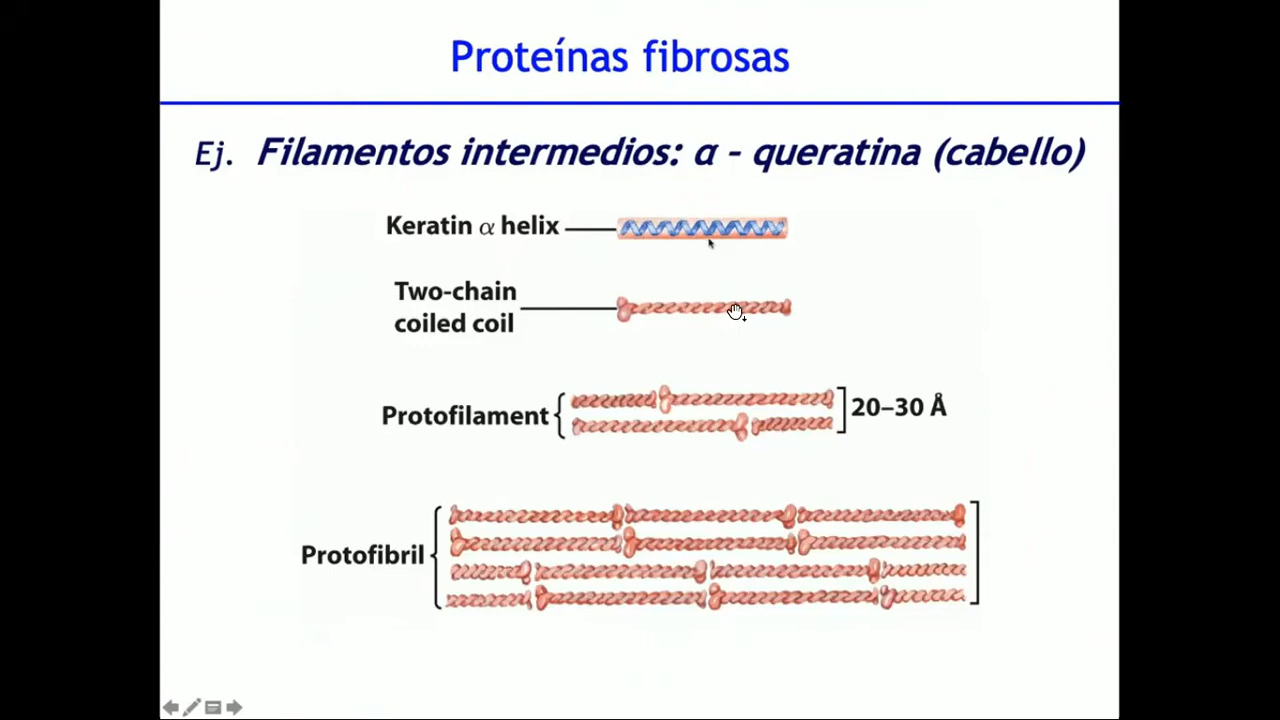 Proteínas fibrosas
Ej. Filamentos intermedios: α - queratina (cabello)
Keratin α helix
Two-chain
coiled coil
Protofilament
20–30 Å
Protofibril